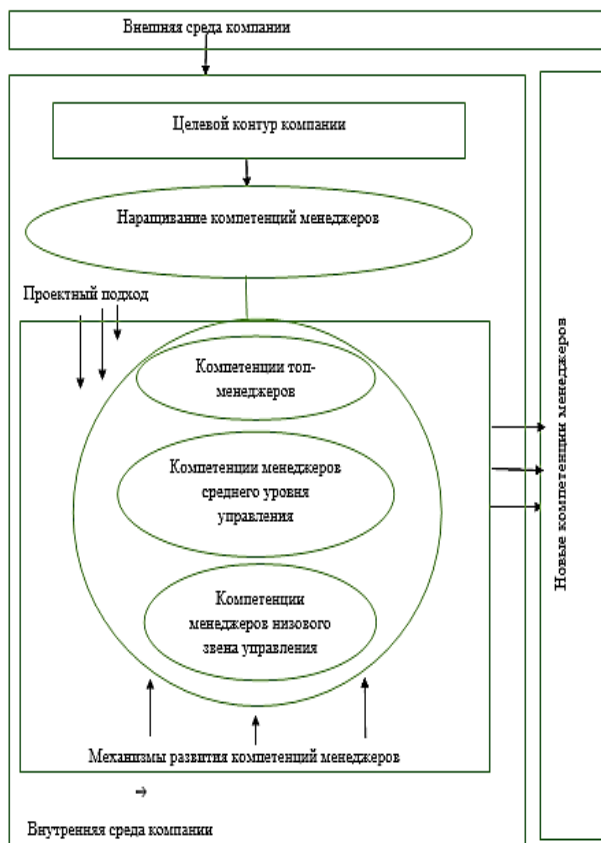 Внешняя среда компании
Целевой контур компании
Наращивание компетенций менеджеров
Проектный подход
Компетенции топ-
менеджеров
Компетенции менеджеров
среднего уровня
управления
Компетенции
менеджеров низового
звена управления
Механизмы развития компетенций менеджеров
Внутренняя среда компании
Новые компетенции менеджеров